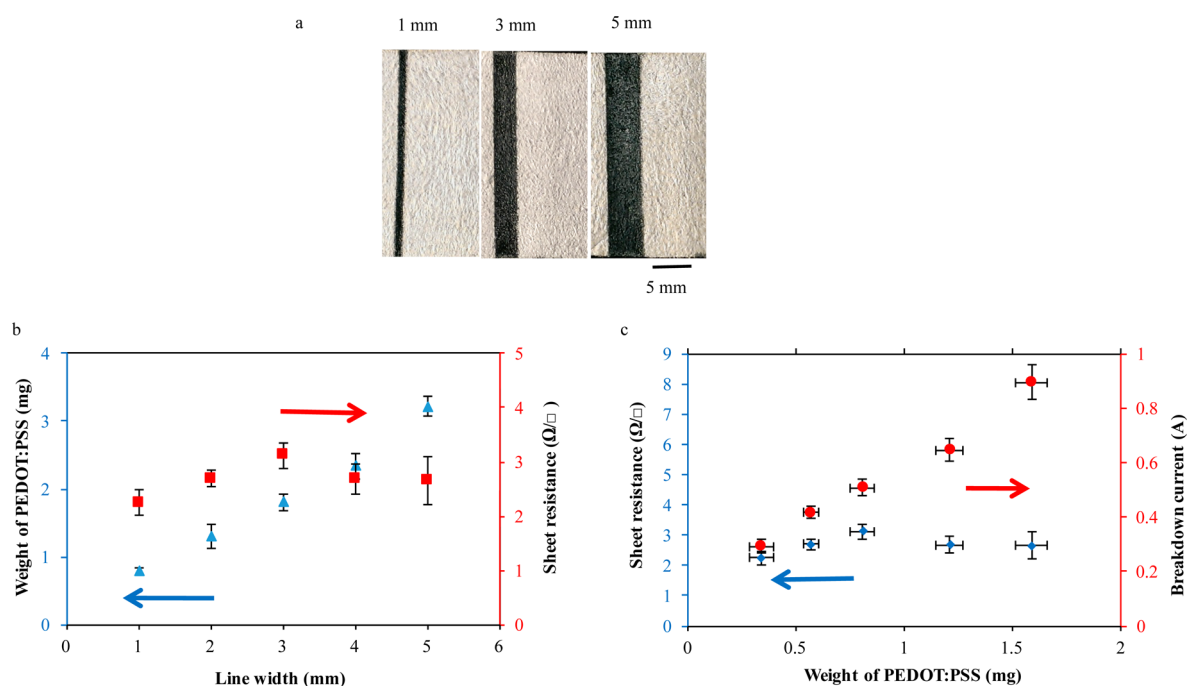 a
1 mm 3 mm 5 mm
5 mm
b
4
3
2
1
0
Weight of PEDOT:PSS (mg)
5
4
3
2
1
0
Sheet resistance (Ω/□ )
0 1 2 3 4 5 6
Line width (mm)
c
9
8
7
6
5
4
3
2
1
0
Sheet resistance (Ω/□)
1
0.8
0.6
0.4
0.2
0
Breakdown current (A)
0 0.5 1 1.5 2
Weight of PEDOT:PSS (mg)